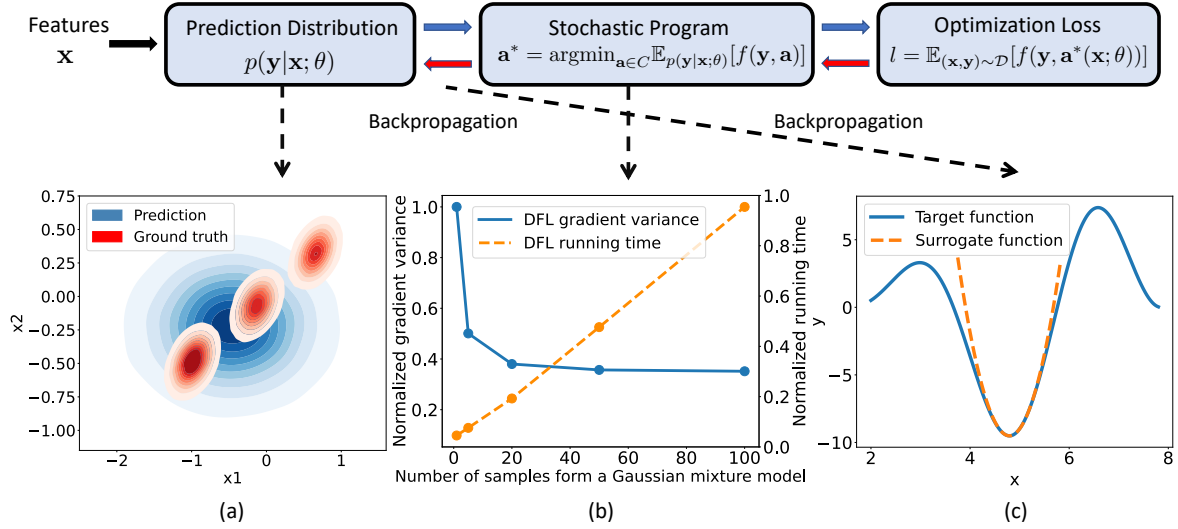 Features
x
Prediction Distribution
p(y|x; θ)
Stochastic Program
a* = argmin_{a∈C} 𝔼_{p(y|x;θ)}[f(y, a)]
Optimization Loss
l = 𝔼_{(x,y)∼𝒟}[f(y, a*(x; θ))]
Backpropagation
Backpropagation
0.75
0.50
0.25
0.00
−0.25
−0.50
−0.75
−1.00
x2
Prediction
Ground truth
−2
−1
0
1
x1
(a)
1.0
0.8
0.6
0.4
0.2
Normalized gradient variance
DFL gradient variance
DFL running time
1.0
0.8
0.6
0.4
0.2
0.0
Normalized running time
0
20
40
60
80
100
Number of samples form a Gaussian mixture model
(b)
5
0
−5
−10
y
Target function
Surrogate function
2
4
6
8
x
(c)